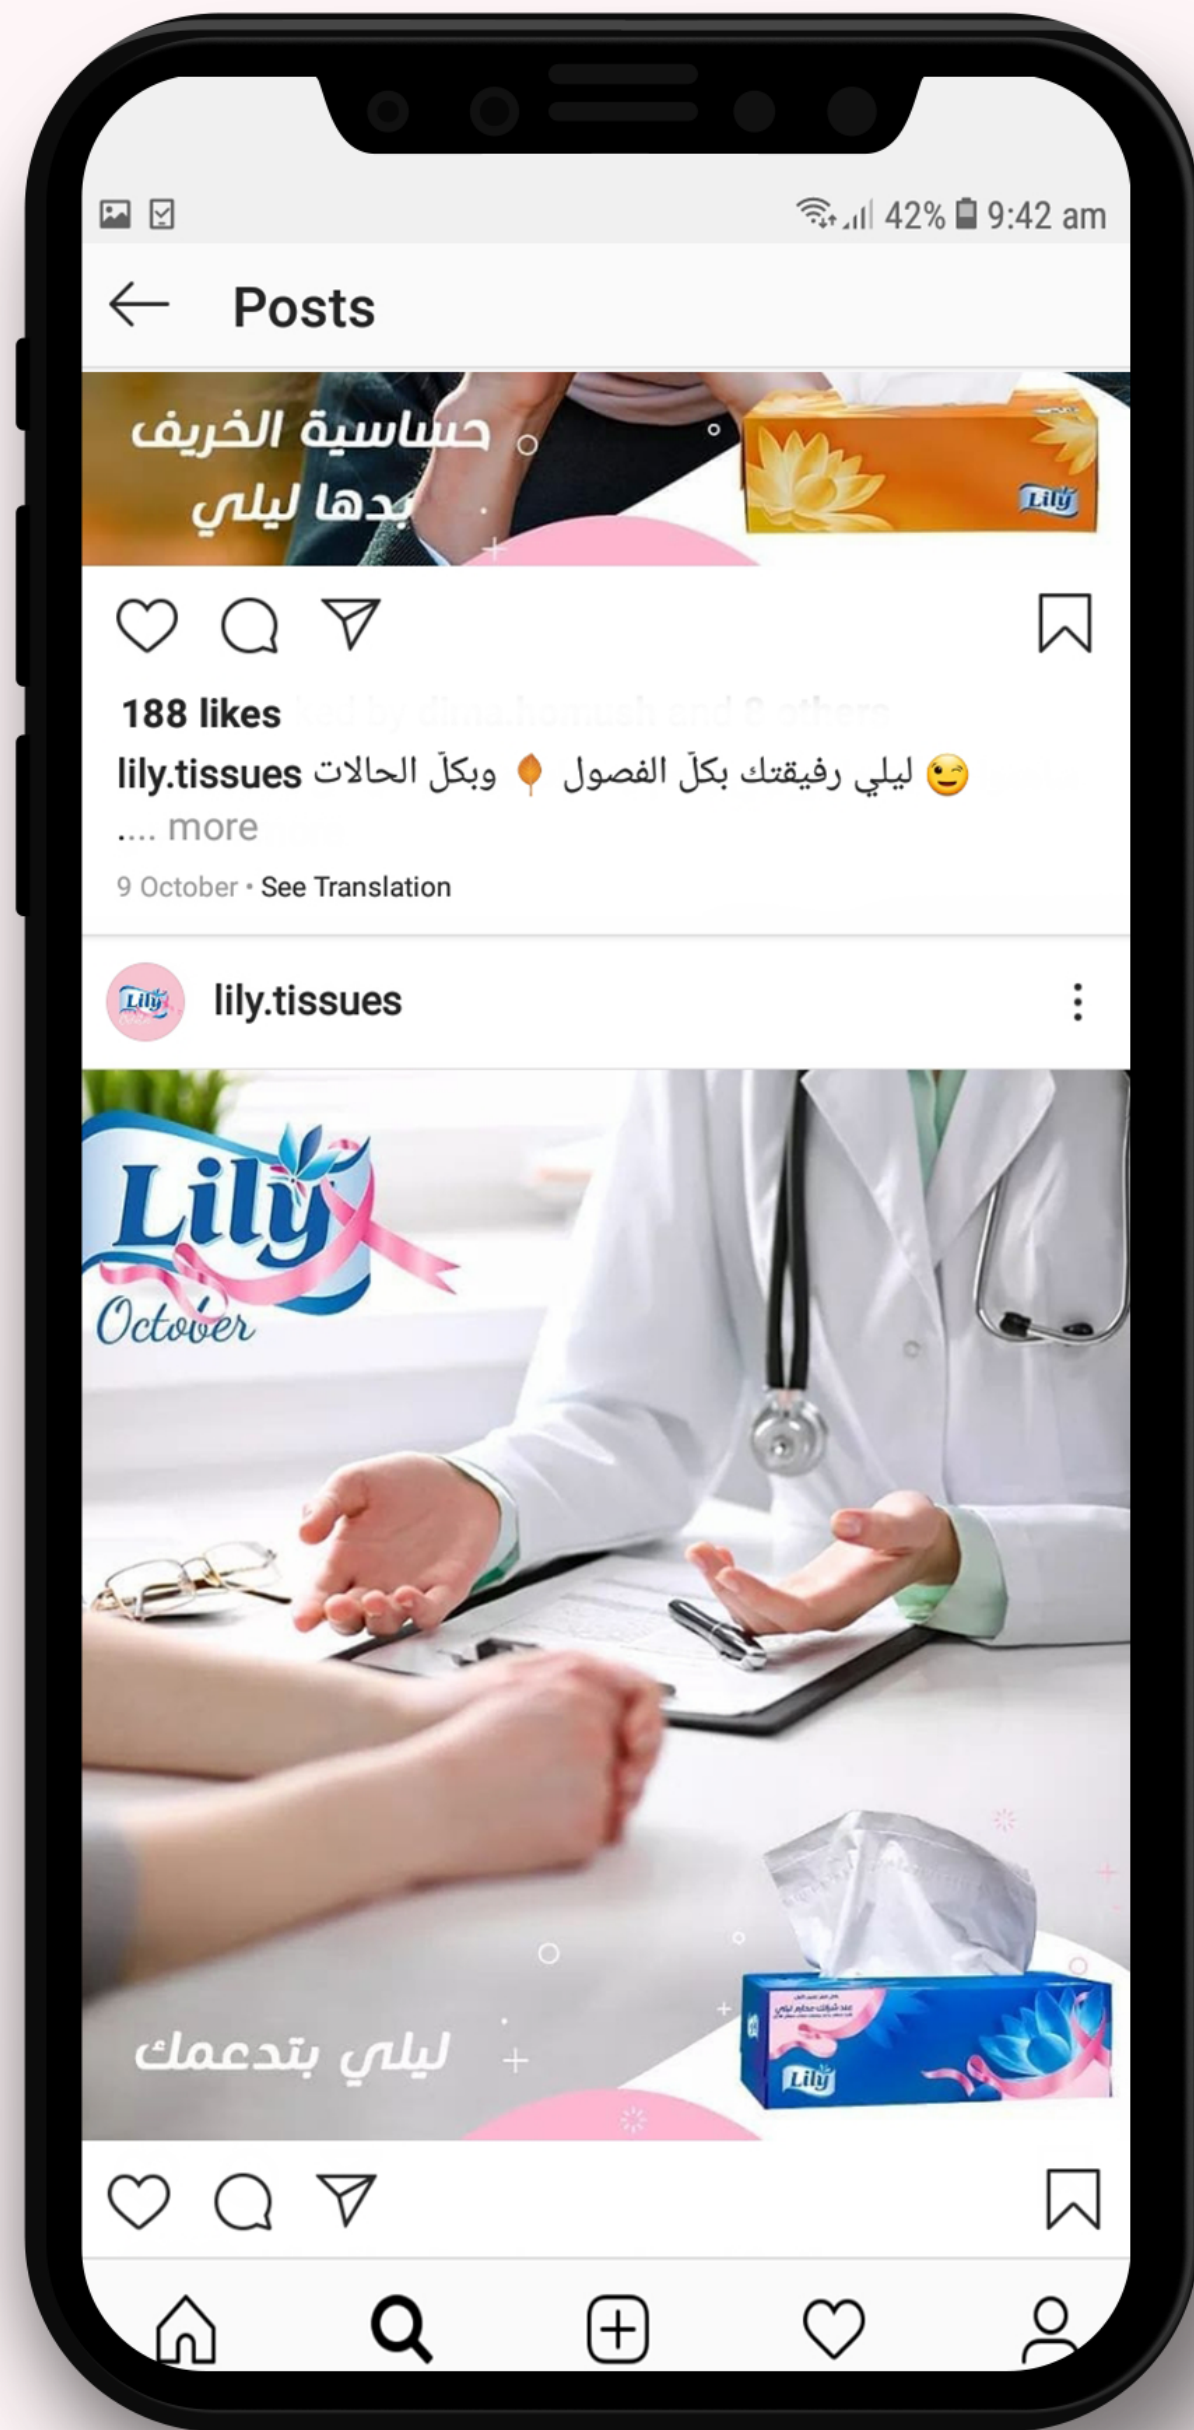 42% 9:42 am
Posts
حساسية الخريف
بدها ليلي
Lily
188 likes
lily.tissues ليلي رفيقتك بكلّ الفصول 🍂 وبكلّ الحالات 😉
.... more
9 October • See Translation
Lily
lily.tissues
Lily
October
ليلي بتدعمك
Lily